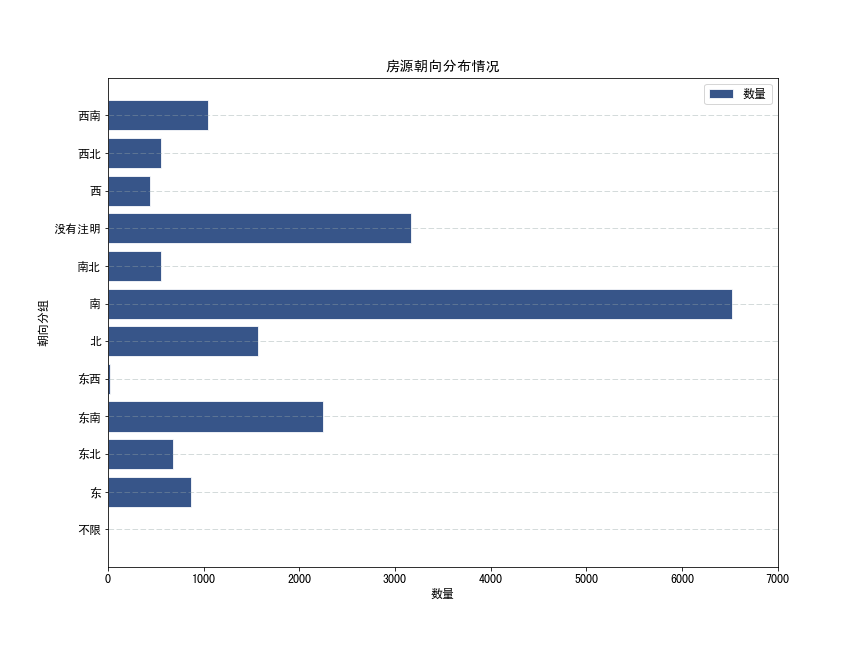 房源朝向分布情况
数量
西南
西北
西
没有注明
南北
南
北
东西
东南
东北
东
不限
朝向分组
0 1000 2000 3000 4000 5000 6000 7000
数量